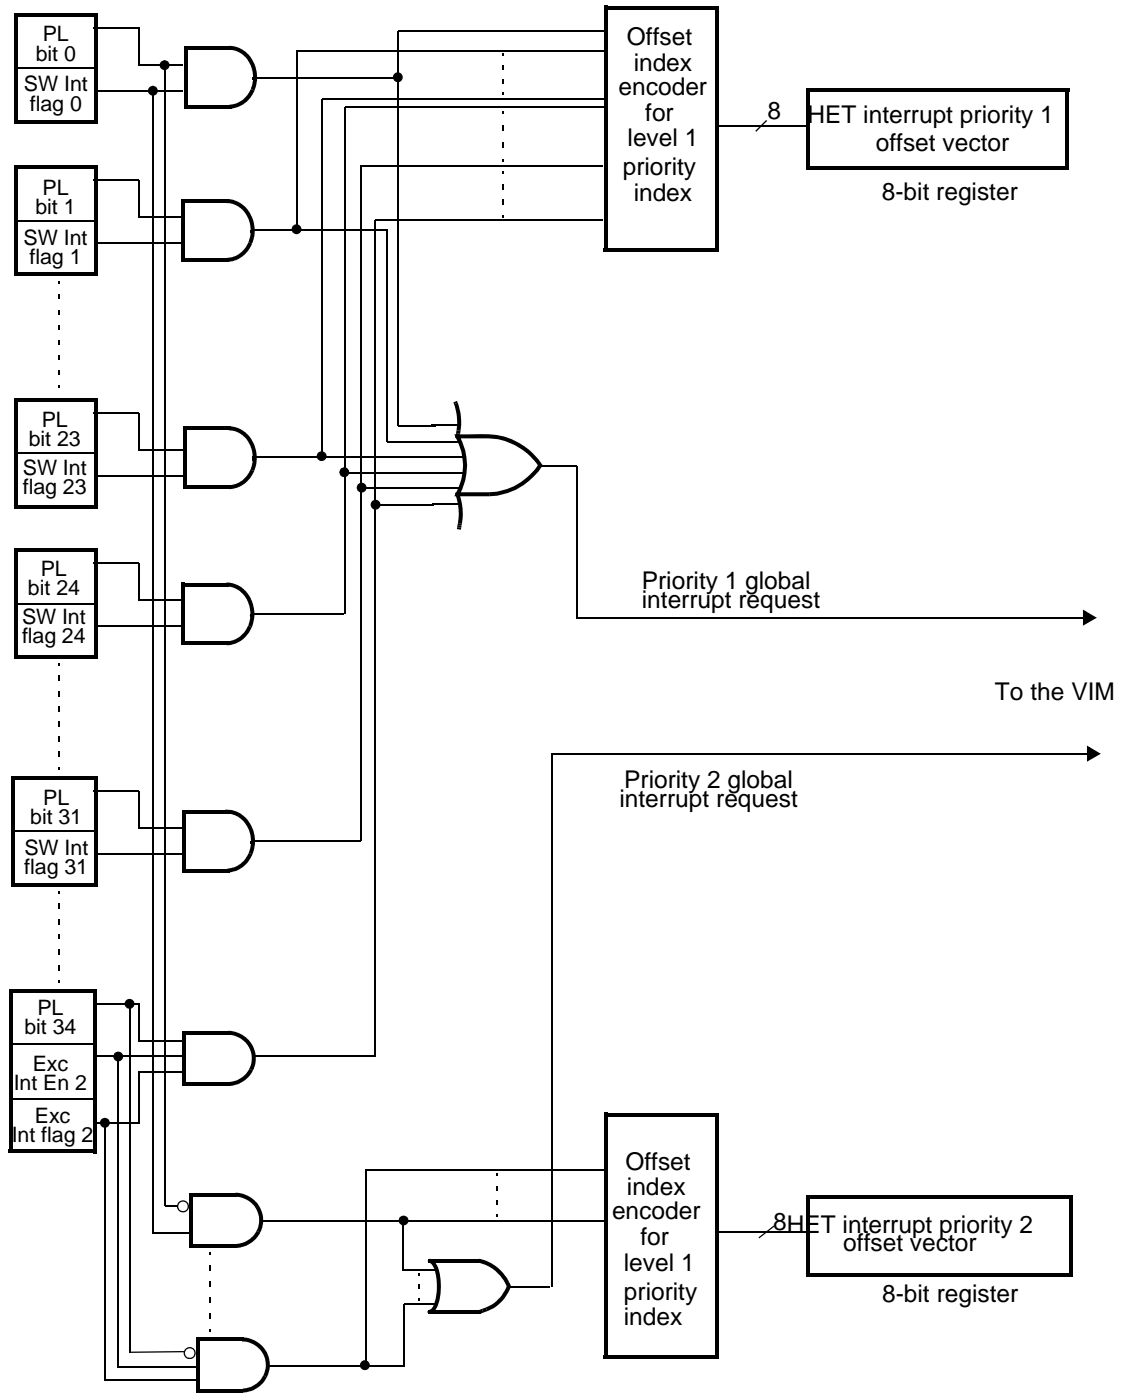 PL
bit 0
SW Int
flag 0
Offset
index
encoder
for
level 1
priority
index
8
HET interrupt priority 1
offset vector
8-bit register
PL
bit 1
SW Int
flag 1
PL
bit 23
SW Int
flag 23
PL
bit 24
SW Int
flag 24
Priority 1 global
interrupt request
To the VIM
Priority 2 global
interrupt request
PL
bit 31
SW Int
flag 31
PL
bit 34
Exc
Int En 2
Exc
Int flag 2
Offset
index
encoder
for
level 1
priority
index
8
HET interrupt priority 2
offset vector
8-bit register